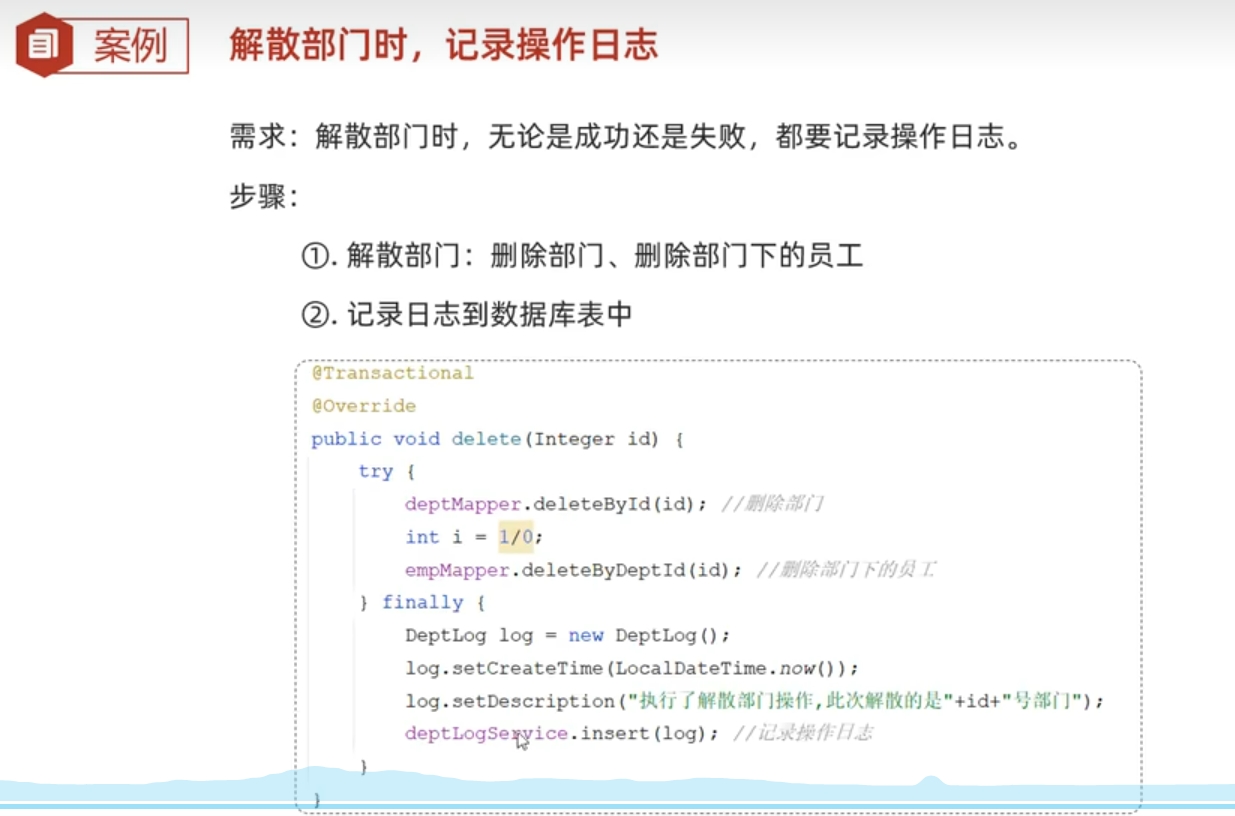 案例
解散部门时，记录操作日志
需求：解散部门时，无论是成功还是失败，都要记录操作日志。
步骤：
①. 解散部门：删除部门、删除部门下的员工
②. 记录日志到数据库表中
@Transactional
@Override
public void delete(Integer id) {
try {
deptMapper.deleteById(id); //删除部门
int i = 1/0;
empMapper.deleteByDeptId(id); //删除部门下的员工
} finally {
DeptLog log = new DeptLog();
log.setCreateTime(LocalDateTime.now());
log.setDescription("执行了解散部门操作,此次解散的是"+id+"号部门");
deptLogService.insert(log); //记录操作日志
}
}